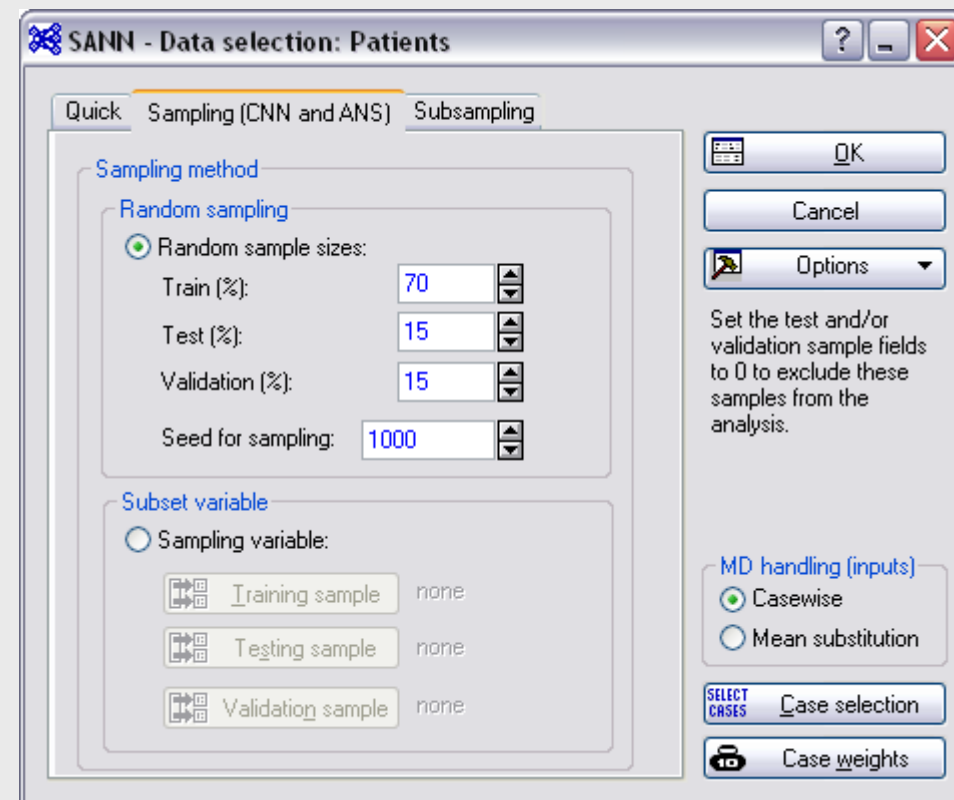 SANN - Data selection: Patients
?
Quick Sampling (CNN and ANS) Subsampling
Sampling method
Random sampling
Random sample sizes:
Train (%): 70
Test (%): 15
Validation (%): 15
Seed for sampling: 1000
Subset variable
Sampling variable:
Training sample none
Testing sample none
Validation sample none
OK
Cancel
Options
Set the test and/or
validation sample fields
to 0 to exclude these
samples from the
analysis.
MD handling (inputs)
Casewise
Mean substitution
SELECT
CASES
Case selection
Case weights